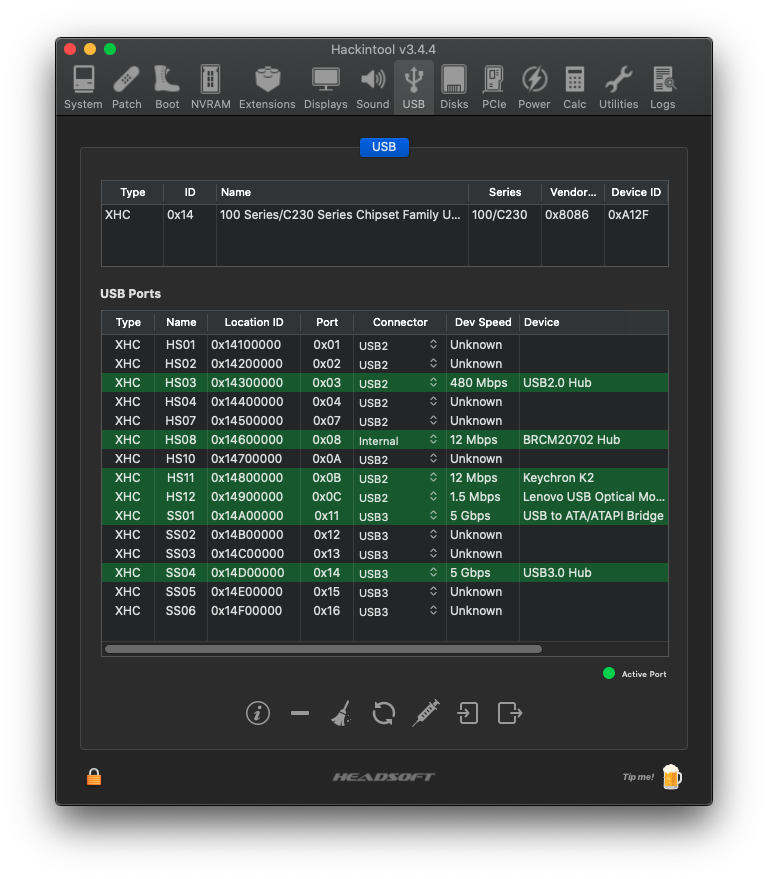 Hackintool v3.4.4
System Patch Boot NVRAM Extensions Displays Sound USB Disks PCIe Power Calc Utilities Logs
USB
Type ID Name Series Vendor... Device ID
XHC 0x14 100 Series/C230 Series Chipset Family U... 100/C230 0x8086 0xA12F
USB Ports
Type Name Location ID Port Connector Dev Speed Device
XHC HS01 0x14100000 0x01 USB2 Unknown
XHC HS02 0x14200000 0x02 USB2 Unknown
XHC HS03 0x14300000 0x03 USB2 480 Mbps USB2.0 Hub
XHC HS04 0x14400000 0x04 USB2 Unknown
XHC HS07 0x14500000 0x07 USB2 Unknown
XHC HS08 0x14600000 0x08 Internal 12 Mbps BRCM20702 Hub
XHC HS10 0x14700000 0x0A USB2 Unknown
XHC HS11 0x14800000 0x0B USB2 12 Mbps Keychron K2
XHC HS12 0x14900000 0x0C USB2 1.5 Mbps Lenovo USB Optical Mo...
XHC SS01 0x14A00000 0x11 USB3 5 Gbps USB to ATA/ATAPI Bridge
XHC SS02 0x14B00000 0x12 USB3 Unknown
XHC SS03 0x14C00000 0x13 USB3 Unknown
XHC SS04 0x14D00000 0x14 USB3 5 Gbps USB3.0 Hub
XHC SS05 0x14E00000 0x15 USB3 Unknown
XHC SS06 0x14F00000 0x16 USB3 Unknown
Active Port
HEADSOFT
Tip me!